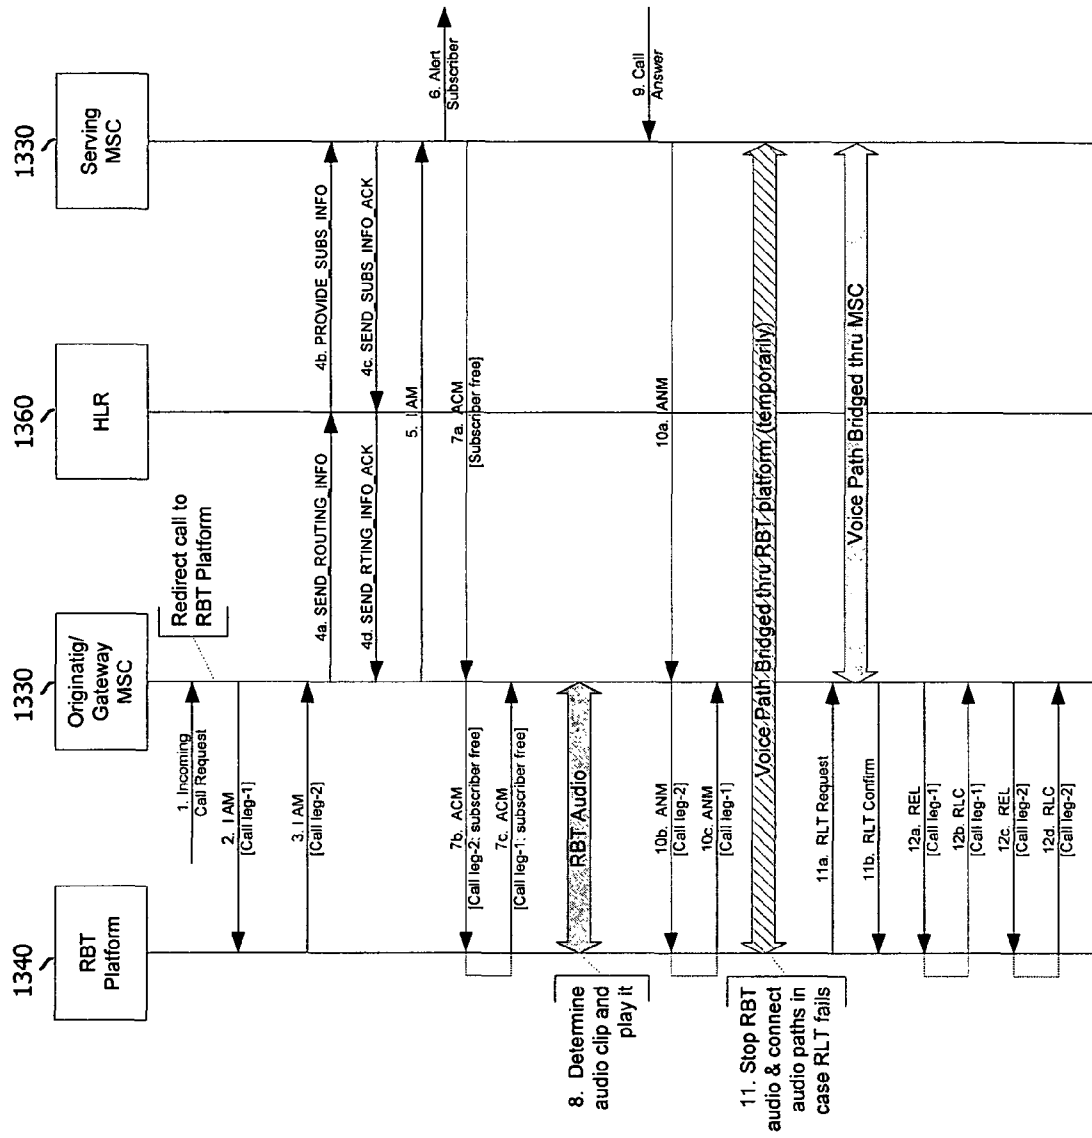 1340
RBT
Platform
1330
Originatig/
Gateway
MSC
1360
HLR
1330
Serving
MSC
1. Incoming
Call Request
Redirect call to
RBT Platform
2. I AM
[Call leg-1]
3. I AM
[Call leg-2]
4a. SEND_ROUTING_INFO
4b. PROVIDE_SUBS_INFO
4c. SEND_SUBS_INFO_ACK
4d. SEND_RTING_INFO_ACK
5. I AM
6. Alert
Subscriber
7a. ACM
[Subscriber free]
7b. ACM
[Call leg-2: subscriber free]
7c. ACM
[Call leg-1: subscriber free]
RBT Audio
8. Determine
audio clip and
play it
9. Call
Answer
10a. ANM
10b. ANM
[Call leg-2]
10c. ANM
[Call leg-1]
Voice Path Bridged thru RBT platform (temporarily)
11. Stop RBT
audio & connect
audio paths in
case RLT fails
11a. RLT Request
Voice Path Bridged thru MSC
11b. RLT Confirm
12a. REL
[Call leg-1]
12b. RLC
[Call leg-1]
12c. REL
[Call leg-2]
12d. RLC
[Call leg-2]